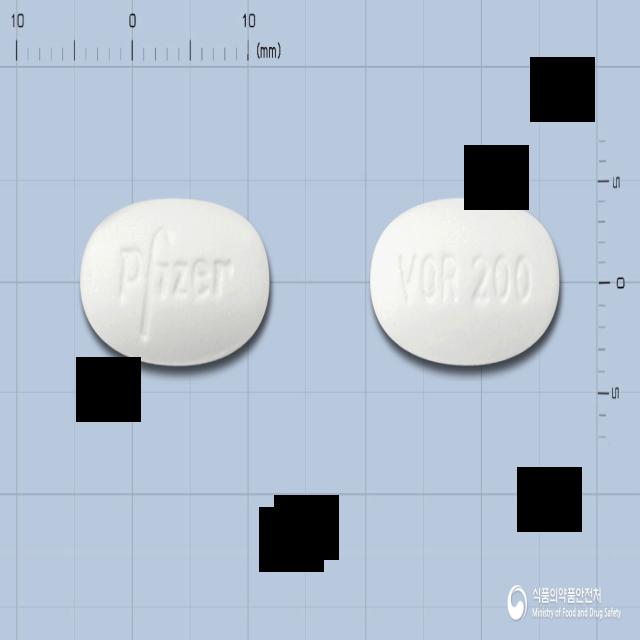 10 0 10
(mm)
5
0
5
Pfizer
VOR 200
식품의약품안전처
Ministry of Food and Drug Safety